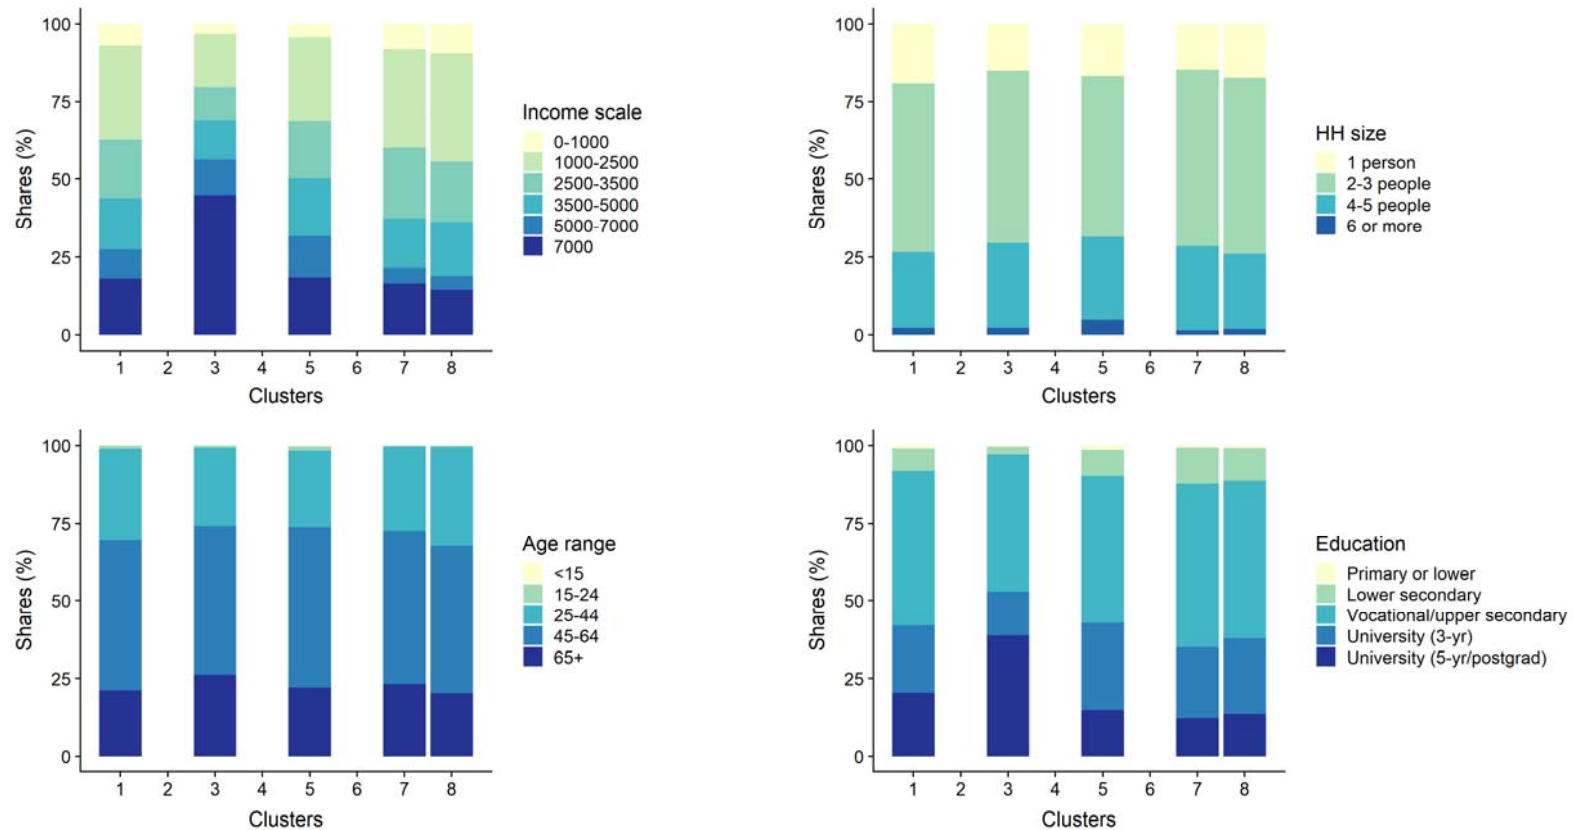 100
75
50
25
0
Shares (%)
1 2 3 4 5 6 7 8
Clusters
Income scale
0-1000
1000-2500
2500-3500
3500-5000
5000-7000
7000
100
75
50
25
0
Shares (%)
1 2 3 4 5 6 7 8
Clusters
HH size
1 person
2-3 people
4-5 people
6 or more
100
75
50
25
0
Shares (%)
1 2 3 4 5 6 7 8
Clusters
Age range
<15
15-24
25-44
45-64
65+
100
75
50
25
0
Shares (%)
1 2 3 4 5 6 7 8
Clusters
Education
Primary or lower
Lower secondary
Vocational/upper secondary
University (3-yr)
University (5-yr/postgrad)